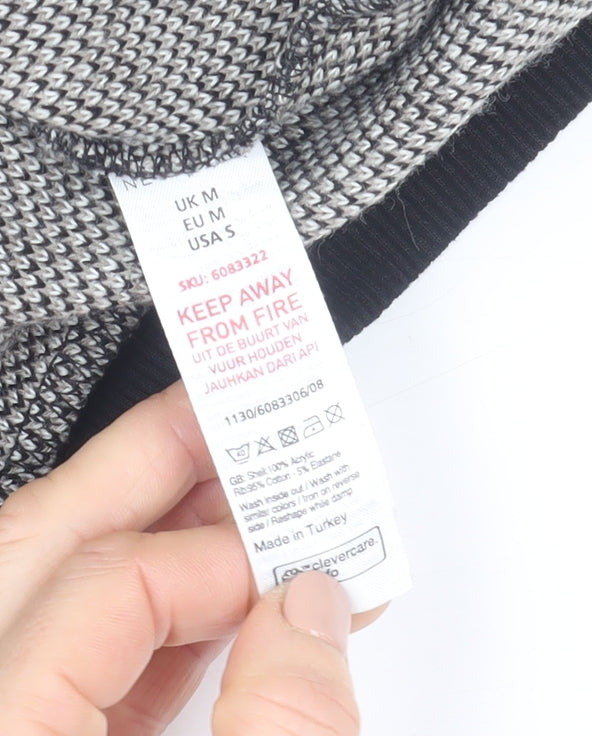 UK M
EU M
USA S
SKU: 6083322
KEEP AWAY
FROM FIRE
UIT DE BUURT VAN
VUUR HOUDEN
JAUHKAN DARI API
1130/6083306/08
GB: Shell:100% Acrylic
Rib:95% Cotton - 5% Elastane
Wash inside out / Wash with
similar colors / Iron on reverse
side / Reshape while damp
Made in Turkey
clevercare.